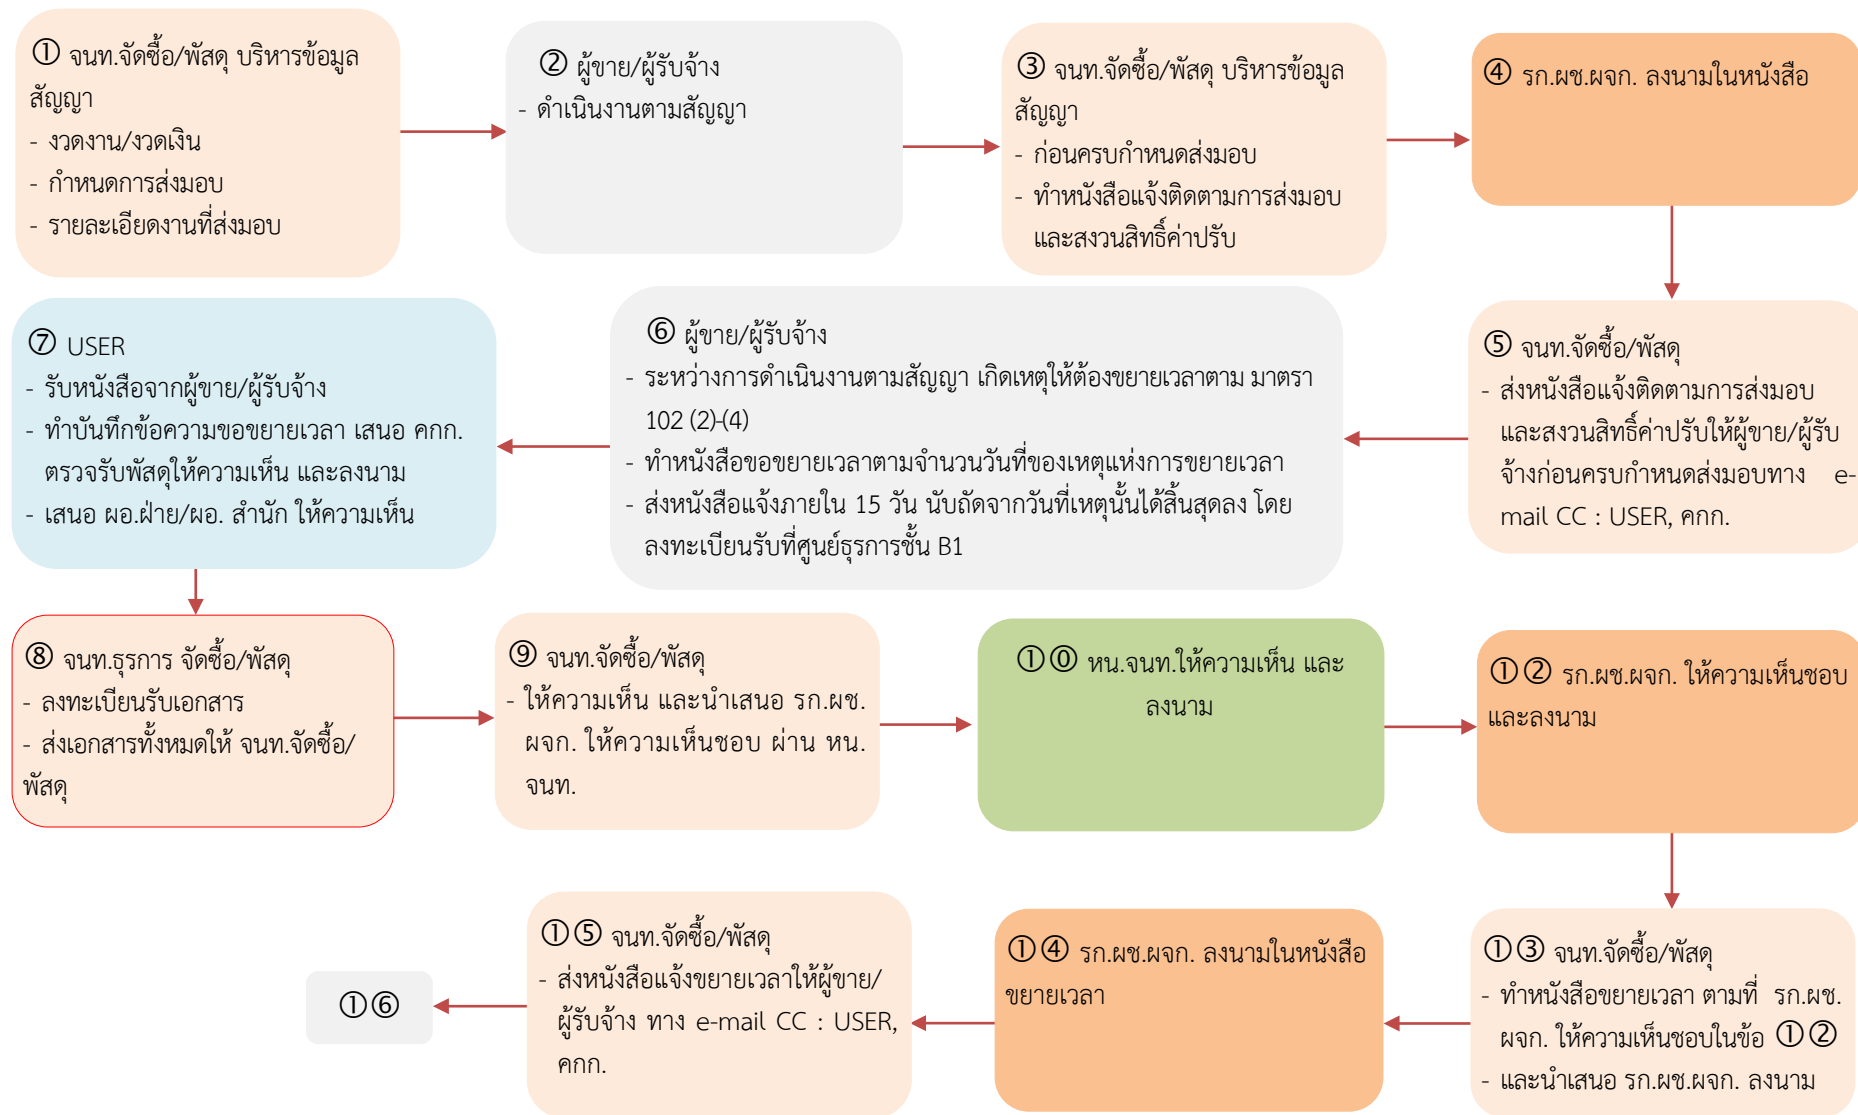 ① จนท.จัดซื้อ/พัสดุ บริหารข้อมูล
สัญญา
- งวดงาน/งวดเงิน
- กำหนดการส่งมอบ
- รายละเอียดงานที่ส่งมอบ
② ผู้ขาย/ผู้รับจ้าง
- ดำเนินงานตามสัญญา
③ จนท.จัดซื้อ/พัสดุ บริหารข้อมูล
สัญญา
- ก่อนครบกำหนดส่งมอบ
- ทำหนังสือแจ้งติดตามการส่งมอบ
และสงวนสิทธิ์ค่าปรับ
④ รก.ผช.ผจก. ลงนามในหนังสือ
⑤ จนท.จัดซื้อ/พัสดุ
- ส่งหนังสือแจ้งติดตามการส่งมอบ
และสงวนสิทธิ์ค่าปรับให้ผู้ขาย/ผู้รับ
จ้างก่อนครบกำหนดส่งมอบทาง e-
mail CC : USER, คกก.
⑥ ผู้ขาย/ผู้รับจ้าง
- ระหว่างการดำเนินงานตามสัญญา เกิดเหตุให้ต้องขยายเวลาตาม มาตรา
102 (2)-(4)
- ทำหนังสือขอขยายเวลาตามจำนวนวันที่ของเหตุแห่งการขยายเวลา
- ส่งหนังสือแจ้งภายใน 15 วัน นับถัดจากวันที่เหตุนั้นได้สิ้นสุดลง โดย
ลงทะเบียนรับที่ศูนย์ธุรการชั้น B1
⑦ USER
- รับหนังสือจากผู้ขาย/ผู้รับจ้าง
- ทำบันทึกข้อความขอขยายเวลา เสนอ คกก.
ตรวจรับพัสดุให้ความเห็น และลงนาม
- เสนอ ผอ.ฝ่าย/ผอ. สำนัก ให้ความเห็น
⑧ จนท.ธุรการ จัดซื้อ/พัสดุ
- ลงทะเบียนรับเอกสาร
- ส่งเอกสารทั้งหมดให้ จนท.จัดซื้อ/
พัสดุ
⑨ จนท.จัดซื้อ/พัสดุ
- ให้ความเห็น และนำเสนอ รก.ผช.
ผจก. ให้ความเห็นชอบ ผ่าน หน.
จนท.
①⓪ หน.จนท.ให้ความเห็น และ
ลงนาม
①② รก.ผช.ผจก. ให้ความเห็นชอบ
และลงนาม
①③ จนท.จัดซื้อ/พัสดุ
- ทำหนังสือขยายเวลา ตามที่ รก.ผช.
ผจก. ให้ความเห็นชอบในข้อ ①②
- และนำเสนอ รก.ผช.ผจก. ลงนาม
①④ รก.ผช.ผจก. ลงนามในหนังสือ
ขยายเวลา
①⑤ จนท.จัดซื้อ/พัสดุ
- ส่งหนังสือแจ้งขยายเวลาให้ผู้ขาย/
ผู้รับจ้าง ทาง e-mail CC : USER,
คกก.
①⑥